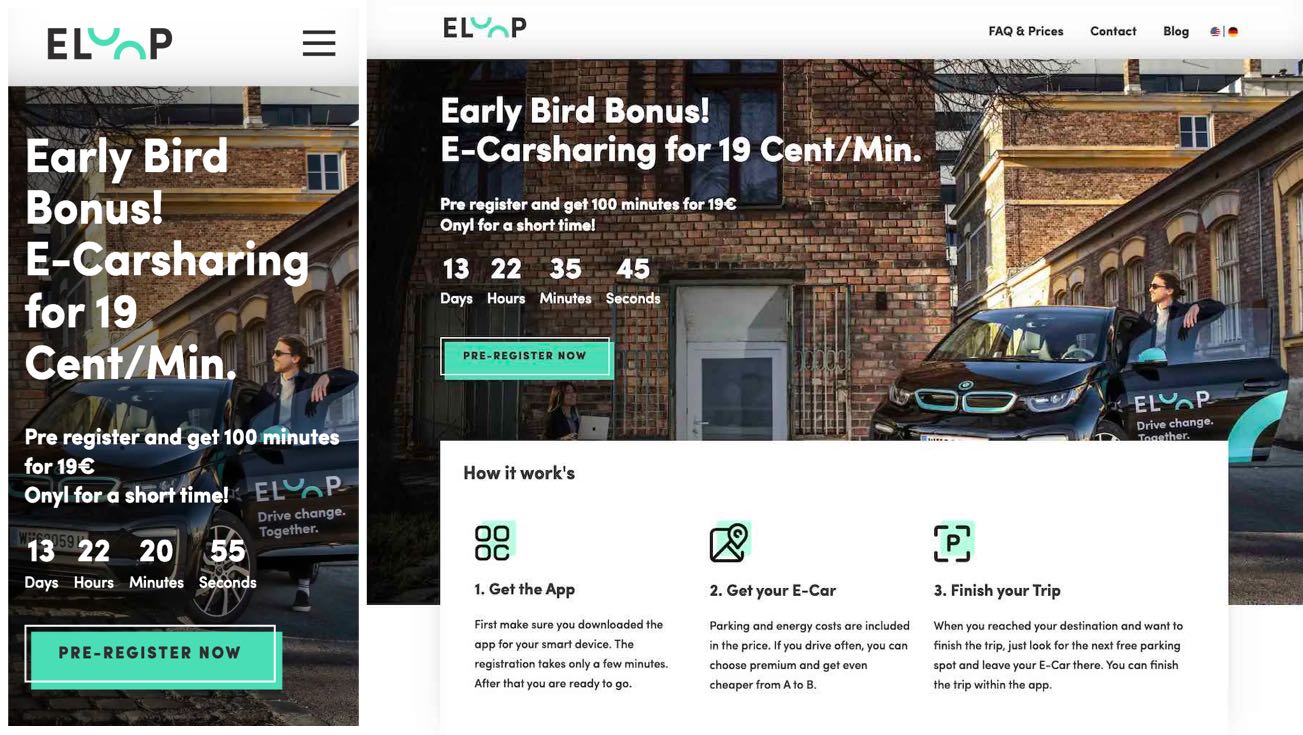 ELOOP
Early Bird
Bonus!
E-Carsharing
for 19
Cent/Min.
Pre register and get 100 minutes
for 19€
Onyl for a short time!
ELOOP
Drive change.
Together.
13 22 20 55
Days Hours Minutes Seconds
PRE-REGISTER NOW
ELOOP
FAQ & Prices Contact Blog |
Early Bird Bonus!
E-Carsharing for 19 Cent/Min.
Pre register and get 100 minutes for 19€
Onyl for a short time!
13 22 35 45
Days Hours Minutes Seconds
PRE-REGISTER NOW
ELOOP
Drive change.
Together.
How it work's
P
1. Get the App
First make sure you downloaded the
app for your smart device. The
registration takes only a few minutes.
After that you are ready to go.
2. Get your E-Car
Parking and energy costs are included
in the price. If you drive often, you can
choose premium and get even
cheaper from A to B.
3. Finish your Trip
When you reached your destination and want to
finish the trip, just look for the next free parking
spot and leave your E-Car there. You can finish
the trip within the app.